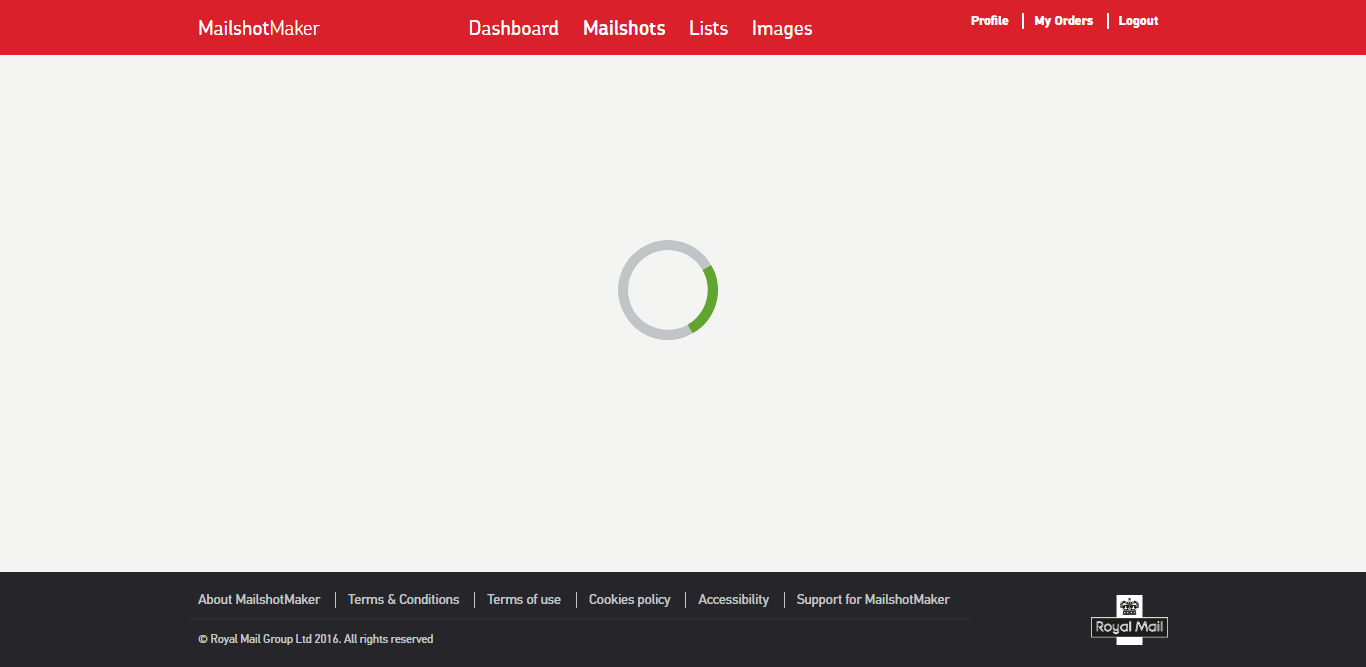 MailshotMaker Dashboard Mailshots Lists Images Profile My Orders Logout
About MailshotMaker Terms & Conditions Terms of use Cookies policy Accessibility Support for MailshotMaker
© Royal Mail Group Ltd 2016. All rights reserved
Royal Mail